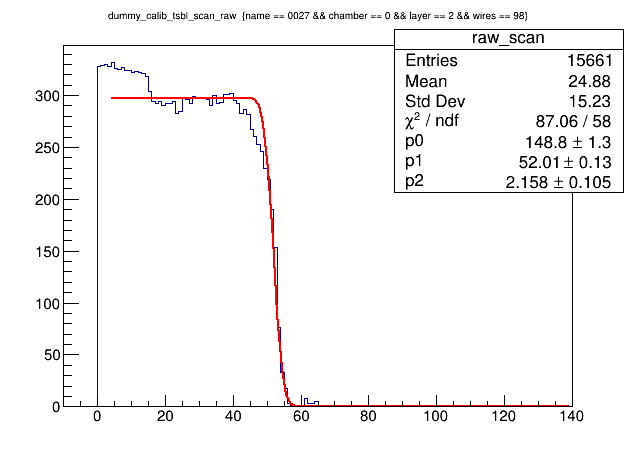 dummy_calib_tsbl_scan_raw {name == 0027 && chamber == 0 && layer == 2 && wires == 98}
raw_scan
Entries 15661
Mean 24.88
Std Dev 15.23
χ² / ndf 87.06 / 58
p0 148.8 ± 1.3
p1 52.01 ± 0.13
p2 2.158 ± 0.105
300
250
200
150
100
50
0
0 20 40 60 80 100 120 140